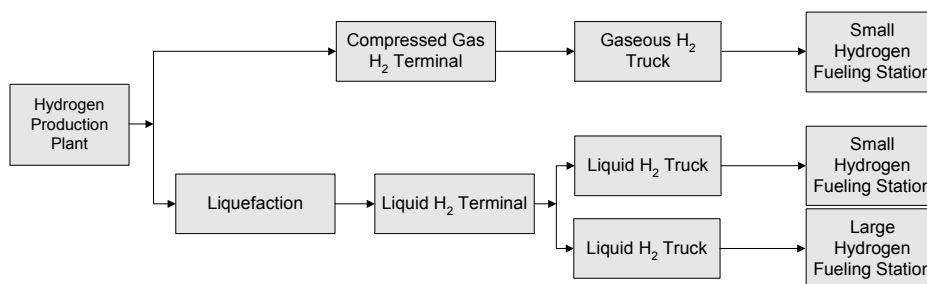 Compressed Gas
H₂ Terminal
Gaseous H₂
Truck
Small
Hydrogen
Fueling Station
Hydrogen
Production
Plant
Small
Hydrogen
Fueling Station
Liquid H₂ Truck
Liquefaction
Liquid H₂ Terminal
Liquid H₂ Truck
Large
Hydrogen
Fueling Station